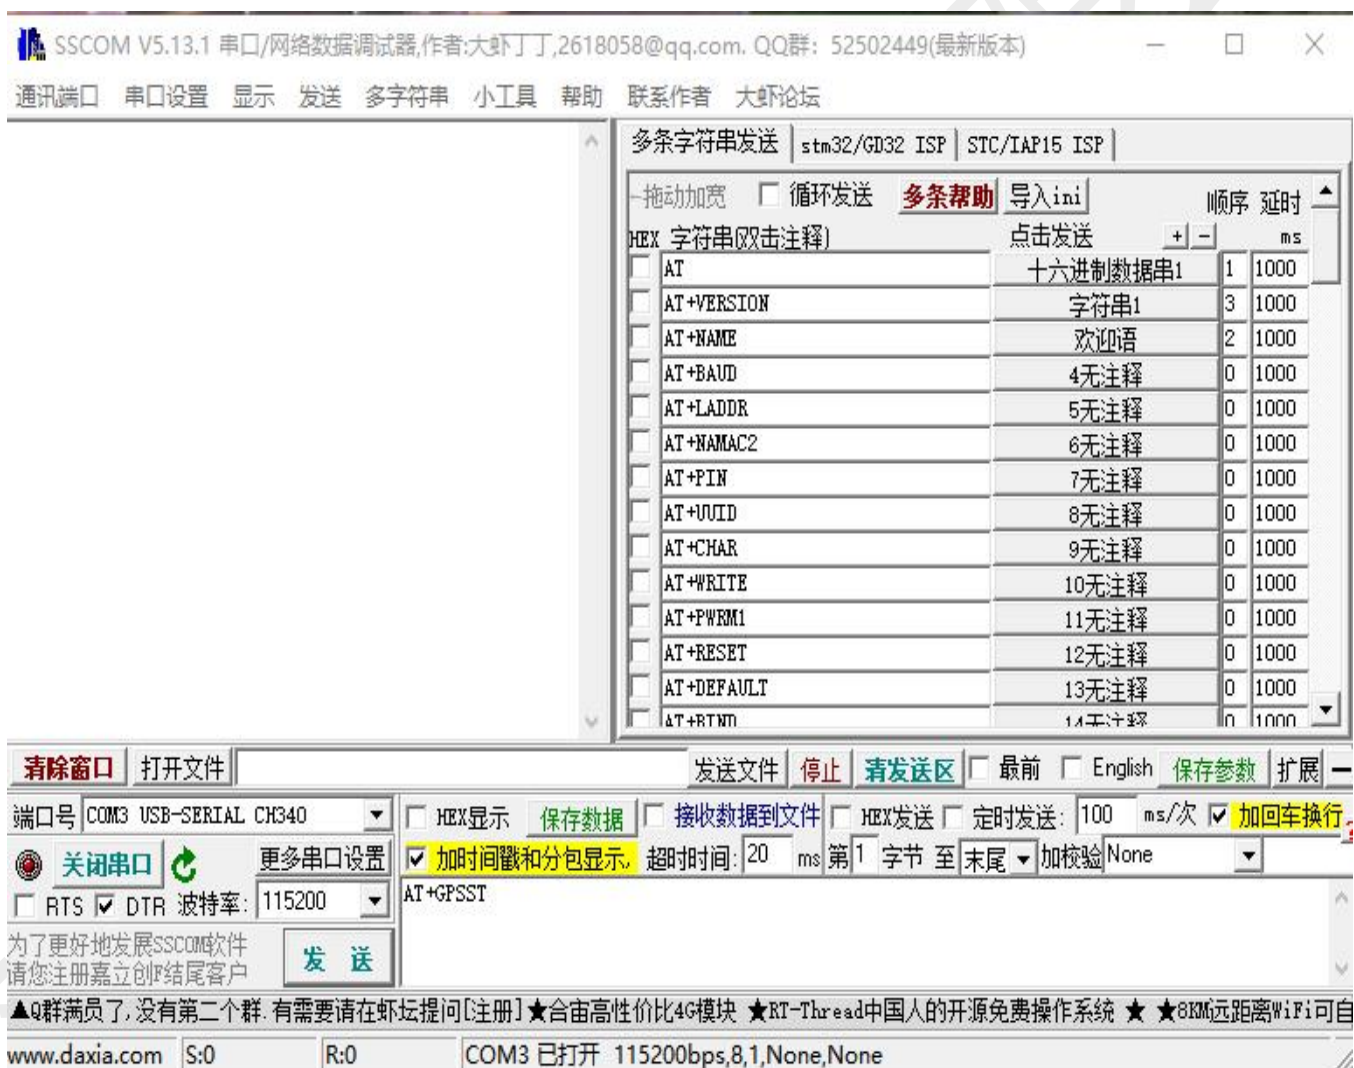 SSCOM V5.13.1 串口/网络数据调试器,作者:大虾丁丁,2618058@qq.com. QQ群: 52502449(最新版本)
通讯端口 串口设置 显示 发送 多字符串 小工具 帮助 联系作者 大虾论坛
多条字符串发送 stm32/GD32 ISP STC/IAP15 ISP
拖动加宽 循环发送 多条帮助 导入ini 顺序 延时
HEX 字符串(双击注释) 点击发送 + - ms
AT 十六进制数据串1 1 1000
AT+VERSION 字符串1 3 1000
AT+NAME 欢迎语 2 1000
AT+BAUD 4无注释 0 1000
AT+LADDR 5无注释 0 1000
AT+NAMAC2 6无注释 0 1000
AT+PIN 7无注释 0 1000
AT+UUID 8无注释 0 1000
AT+CHAR 9无注释 0 1000
AT+WRITE 10无注释 0 1000
AT+PWRM1 11无注释 0 1000
AT+RESET 12无注释 0 1000
AT+DEFAULT 13无注释 0 1000
AT+BIND 14无注释 0 1000
清除窗口 打开文件 发送文件 停止 清发送区 最前 English 保存参数 扩展
端口号 COM3 USB-SERIAL CH340 HEX显示 保存数据 接收数据到文件 HEX发送 定时发送: 100 ms/次 加回车换行
关闭串口 更多串口设置 加时间戳和分包显示, 超时时间: 20 ms 第1 字节 至 末尾 加校验 None
RTS DTR 波特率: 115200 AT+GPSST
为了更好地发展SSCOM软件
请您注册嘉立创F结尾客户 发 送
▲Q群满员了,没有第二个群.有需要请在虾坛提问[注册]★合宙高性价比4G模块 ★RT-Thread中国人的开源免费操作系统 ★ ★8KM远距离WiFi可自
www.daxia.com S:0 R:0 COM3 已打开 115200bps,8,1,None,None